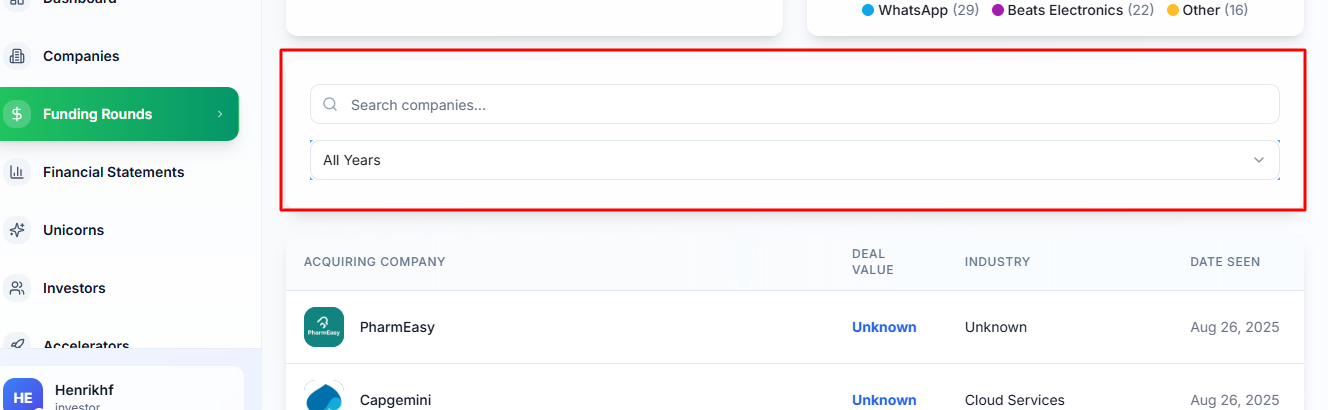 Dashboard
WhatsApp (29) Beats Electronics (22) Other (16)
Companies
Funding Rounds
Financial Statements
Unicorns
Investors
Accelerators
HE
Henrikhf
investor
Search companies...
All Years
ACQUIRING COMPANY
DEAL
VALUE
INDUSTRY
DATE SEEN
PharmEasy
PharmEasy
Unknown
Unknown
Aug 26, 2025
Capgemini
Unknown
Cloud Services
Aug 26, 2025